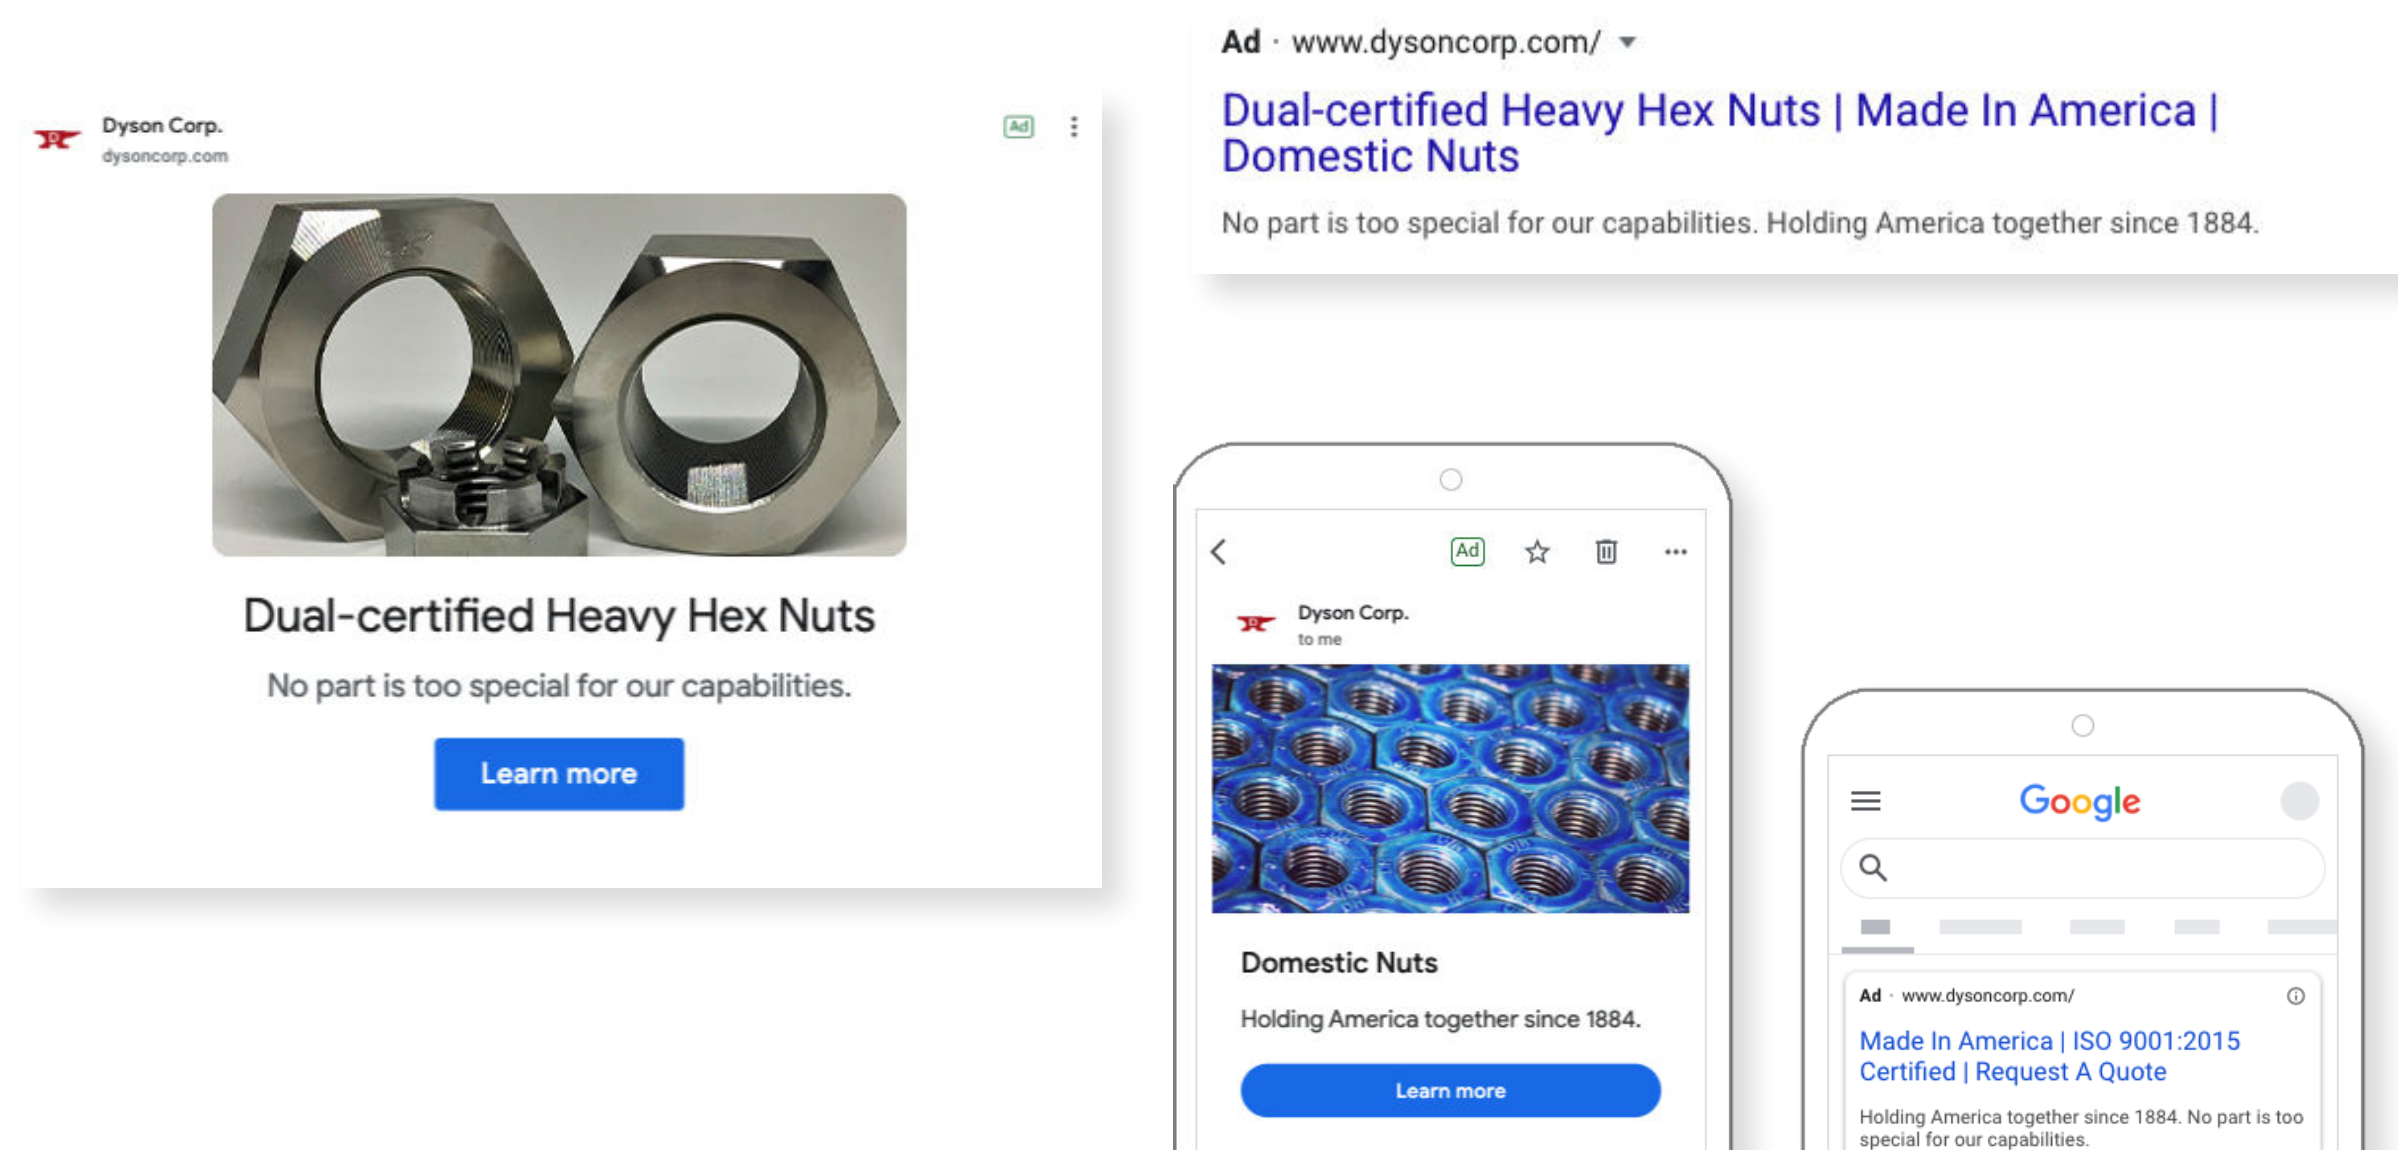 Dyson Corp.
dysoncorp.com
Ad
Dual-certified Heavy Hex Nuts
No part is too special for our capabilities.
Learn more
Ad · www.dysoncorp.com/
Dual-certified Heavy Hex Nuts | Made In America |
Domestic Nuts
No part is too special for our capabilities. Holding America together since 1884.
Ad
Dyson Corp.
to me
Domestic Nuts
Holding America together since 1884.
Learn more
Google
Ad · www.dysoncorp.com/
Made In America | ISO 9001:2015
Certified | Request A Quote
Holding America together since 1884. No part is too
special for our capabilities.